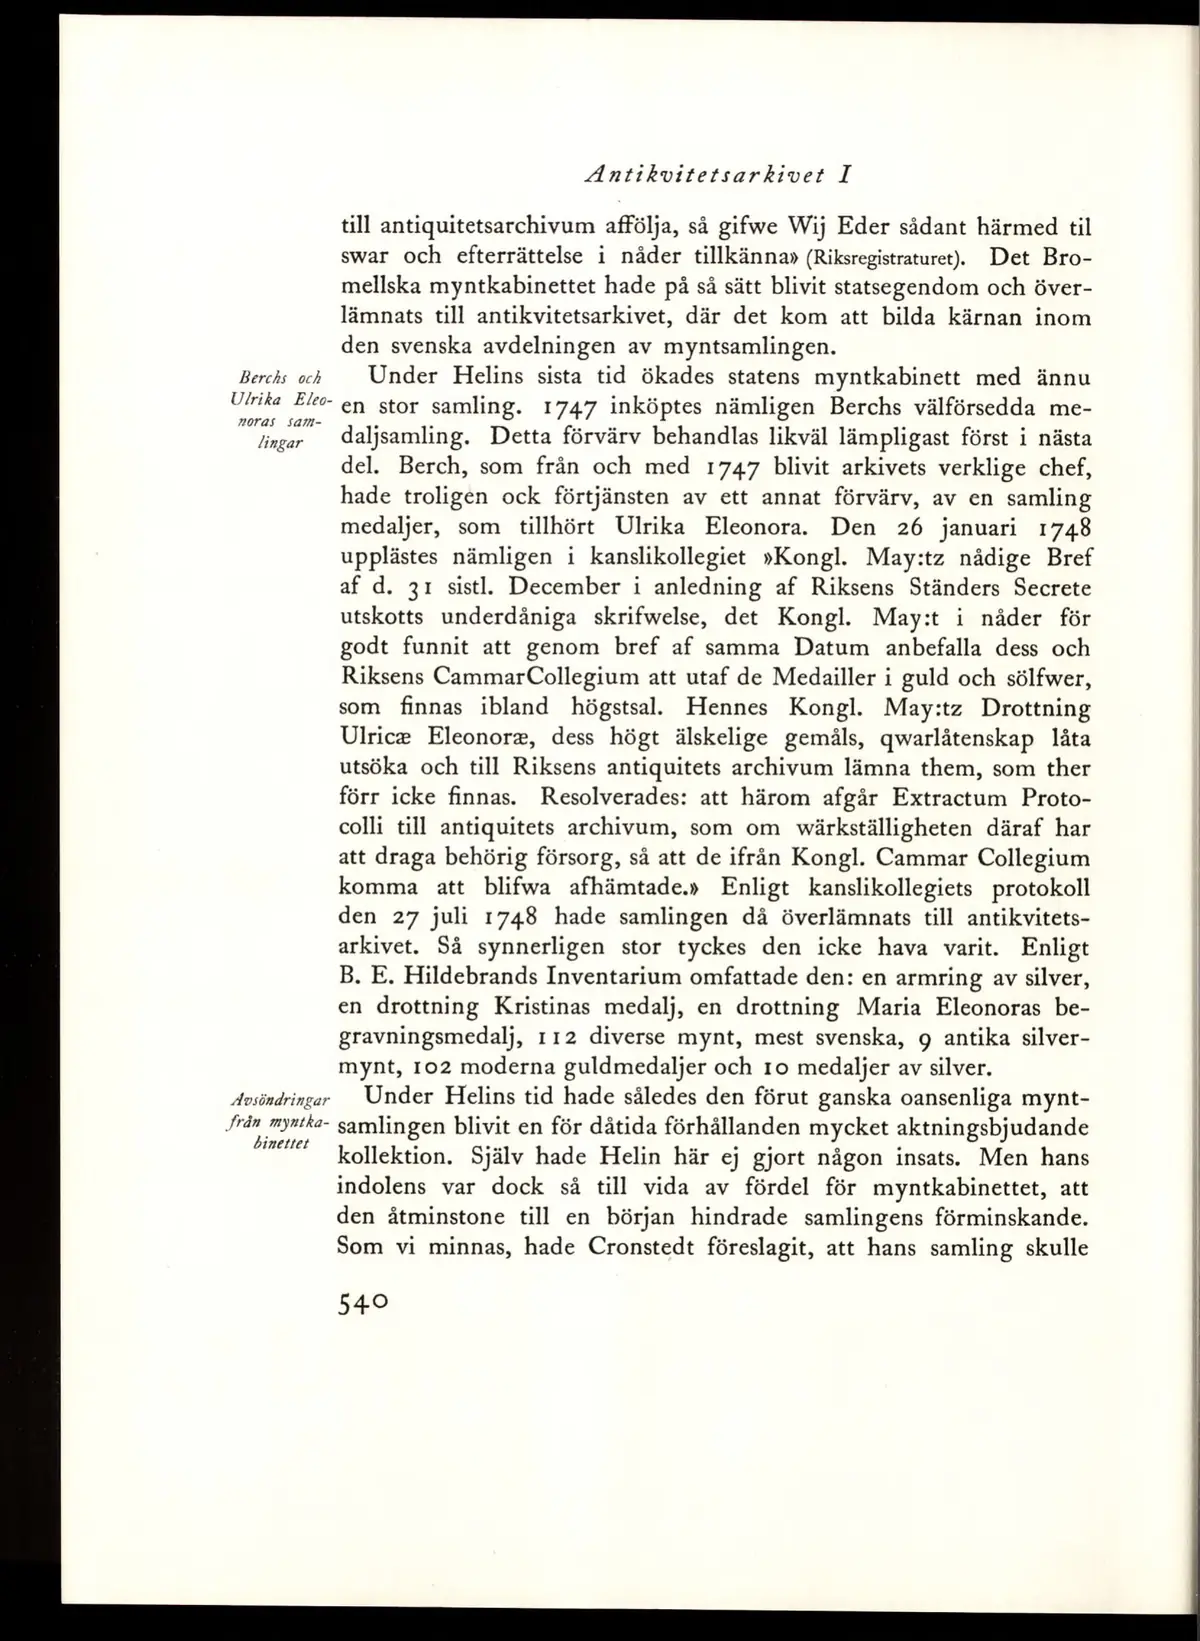 Antikvitetsarkivet I
till antiquitetsarchivum affölja, så gifwe Wij Eder sådant härmed til
swar och efterrättelse i nåder tillkänna» (Riksregistraturet). Det Bro-
mellska myntkabinettet hade på så sätt blivit statsegendom och över-
lämnats till antikvitetsarkivet, där det kom att bilda kärnan inom
den svenska avdelningen av myntsamlingen.
Berchs och
Ulrika Eleo-
noras sam-
lingar
Under Helins sista tid ökades statens myntkabinett med ännu
en stor samling. 1747 inköptes nämligen Berchs välförsedda me-
daljsamling. Detta förvärv behandlas likväl lämpligast först i nästa
del. Berch, som från och med 1747 blivit arkivets verklige chef,
hade troligen ock förtjänsten av ett annat förvärv, av en samling
medaljer, som tillhört Ulrika Eleonora. Den 26 januari 1748
upplästes nämligen i kanslikollegiet »Kongl. May:tz nådige Bref
af d. 31 sistl. December i anledning af Riksens Ständers Secrete
utskotts underdåniga skrifwelse, det Kongl. May:t i nåder för
godt funnit att genom bref af samma Datum anbefalla dess och
Riksens CammarCollegium att utaf de Medailler i guld och sölfwer,
som finnas ibland högstsal. Hennes Kongl. May:tz Drottning
Ulricæ Eleonoræ, dess högt älskelige gemåls, qwarlåtenskap låta
utsöka och till Riksens antiquitets archivum lämna them, som ther
förr icke finnas. Resolverades: att härom afgår Extractum Proto-
colli till antiquitets archivum, som om wärkställigheten däraf har
att draga behörig försorg, så att de ifrån Kongl. Cammar Collegium
komma att blifwa afhämtade.» Enligt kanslikollegiets protokoll
den 27 juli 1748 hade samlingen då överlämnats till antikvitets-
arkivet. Så synnerligen stor tyckes den icke hava varit. Enligt
B. E. Hildebrands Inventarium omfattade den: en armring av silver,
en drottning Kristinas medalj, en drottning Maria Eleonoras be-
gravningsmedalj, 112 diverse mynt, mest svenska, 9 antika silver-
mynt, 102 moderna guldmedaljer och 10 medaljer av silver.
Avsöndringar
från myntka-
binettet
Under Helins tid hade således den förut ganska oansenliga mynt-
samlingen blivit en för dåtida förhållanden mycket aktningsbjudande
kollektion. Själv hade Helin här ej gjort någon insats. Men hans
indolens var dock så till vida av fördel för myntkabinettet, att
den åtminstone till en början hindrade samlingens förminskande.
Som vi minnas, hade Cronstedt föreslagit, att hans samling skulle
540